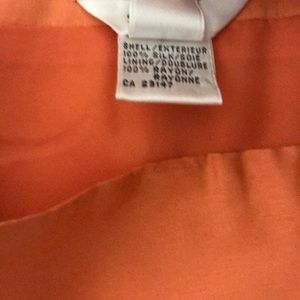 SHELL/EXTERIEUR
100% SILK/SOIE
LINING/DOUBLURE
100% RAYON/
RAYONNE
CA 23147